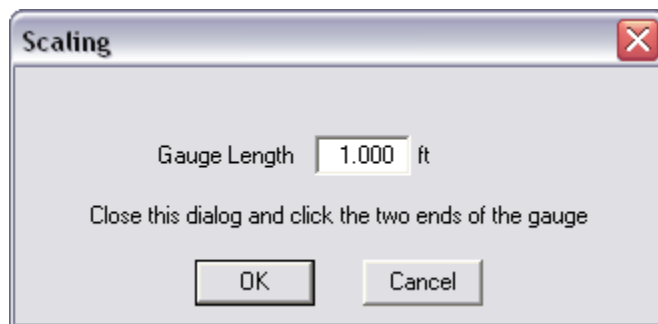 Scaling
Gauge Length 1.000 ft
Close this dialog and click the two ends of the gauge
OK Cancel